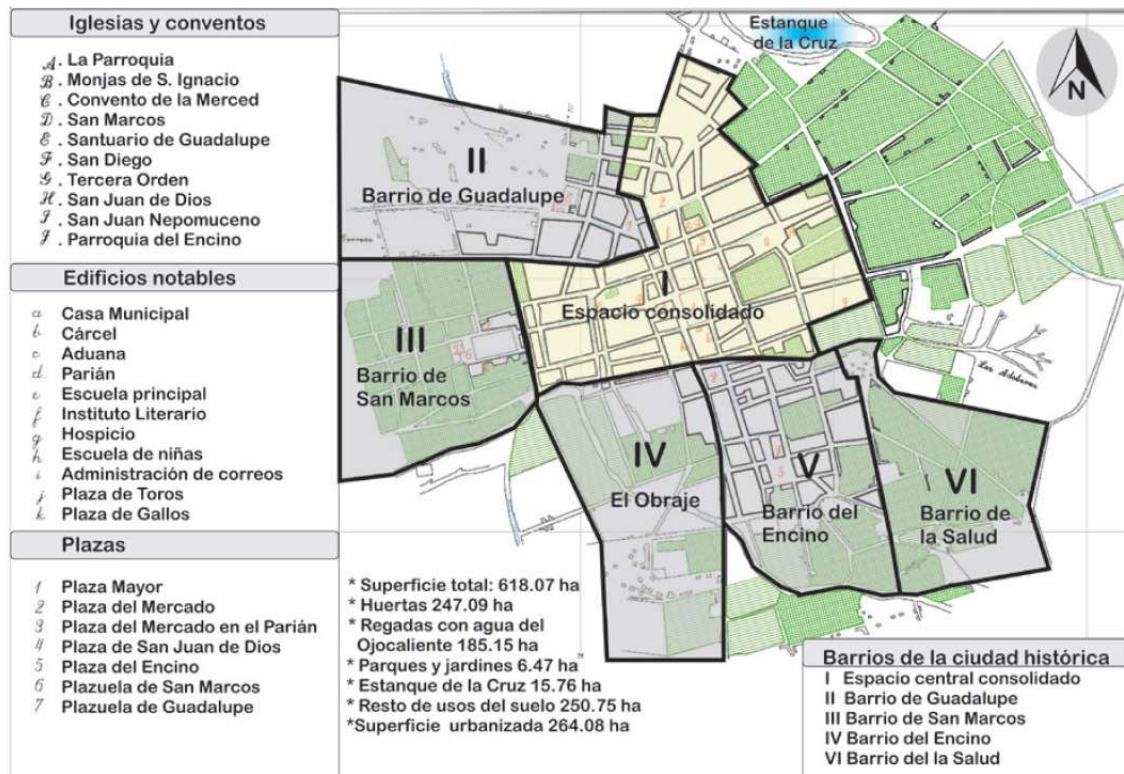 Iglesias y conventos
A. La Parroquia
B. Monjas de S. Ignacio
C. Convento de la Merced
D. San Marcos
E. Santuario de Guadalupe
F. San Diego
G. Tercera Orden
H. San Juan de Dios
I. San Juan Nepomuceno
J. Parroquia del Encino
Edificios notables
a Casa Municipal
b Cárcel
c Aduana
d Parián
e Escuela principal
f Instituto Literario
g Hospicio
h Escuela de niñas
i Administración de correos
j Plaza de Toros
k Plaza de Gallos
Plazas
1 Plaza Mayor
2 Plaza del Mercado
3 Plaza del Mercado en el Parián
4 Plaza de San Juan de Dios
5 Plaza del Encino
6 Plazuela de San Marcos
7 Plazuela de Guadalupe
Estanque
de la Cruz
N
II
Barrio de Guadalupe
I
Espacio consolidado
III
Barrio de
San Marcos
IV
El Obraje
V
Barrio del
Encino
VI
Barrio de
la Salud
* Superficie total: 618.07 ha
* Huertas 247.09 ha
* Regadas con agua del
Ojocaliente 185.15 ha
* Parques y jardines 6.47 ha
* Estanque de la Cruz 15.76 ha
* Resto de usos del suelo 250.75 ha
*Superficie urbanizada 264.08 ha
Barrios de la ciudad histórica
I Espacio central consolidado
II Barrio de Guadalupe
III Barrio de San Marcos
IV Barrio del Encino
VI Barrio del la Salud